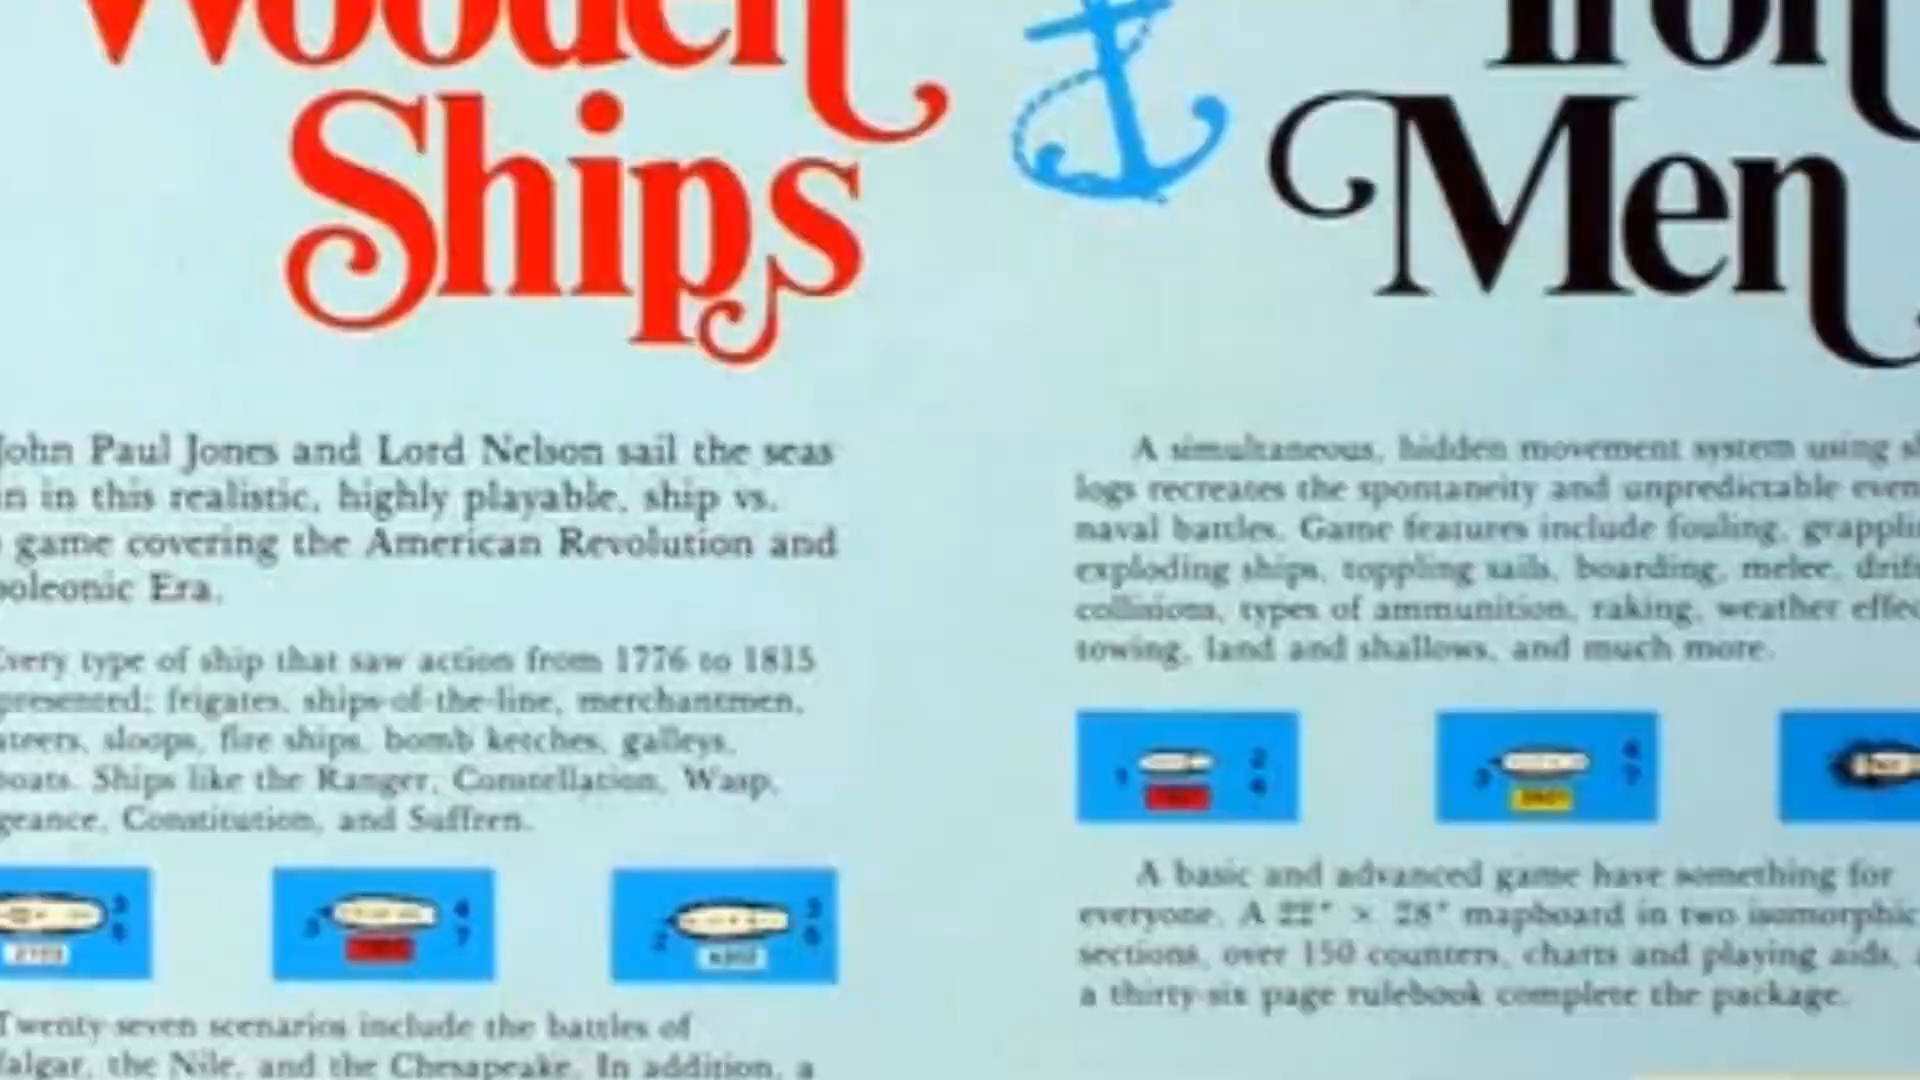 Wooden
Ships
Iron
Men
John Paul Jones and Lord Nelson sail the seas
in in this realistic, highly playable, ship vs.
game covering the American Revolution and
poleonic Era.
Every type of ship that saw action from 1776 to 1815
presented; frigates, ships-of-the-line, merchantmen,
ateers, sloops, fire ships, bomb ketches, galleys,
boats. Ships like the Ranger, Constellation, Wasp,
geance, Constitution, and Suffren.
Twenty-seven scenarios include the battles of
falgar, the Nile, and the Chesapeake. In addition, a
A simultaneous, hidden movement system using
logs recreates the spontaneity and unpredictable even
naval battles. Game features include fouling, grappli
exploding ships, toppling sails, boarding, melee, drif
collisions, types of ammunition, raking, weather effec
towing, land and shallows, and much more.
A basic and advanced game have something for
everyone. A 22" × 28" mapboard in two isomorphic
sections, over 150 counters, charts and playing aids,
a thirty-six page rulebook complete the package.